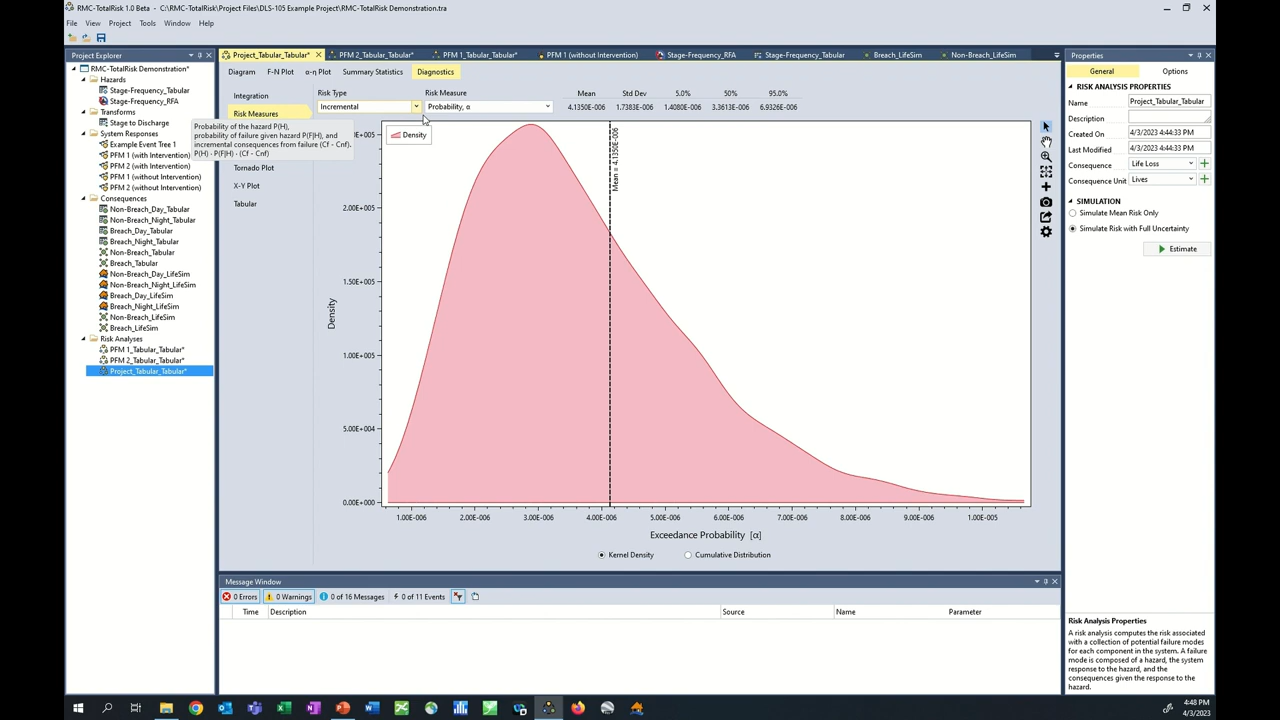 RMC-TotalRisk 1.0 Beta - C:\RMC-TotalRisk\Project Files\DLS-105 Example Project\RMC-TotalRisk Demonstration.tra
File View Project Tools Window Help
Project Explorer
RMC-TotalRisk Demonstration*
Hazards
Stage-Frequency_Tabular
Stage-Frequency_RFA
Transforms
Stage to Discharge
System Responses
Example Event Tree 1
PFM 1 (with Intervention)
PFM 2 (with Intervention)
PFM 1 (without Intervention)
PFM 2 (without Intervention)
Consequences
Non-Breach_Day_Tabular
Non-Breach_Night_Tabular
Breach_Day_Tabular
Breach_Night_Tabular
Non-Breach_Tabular
Breach_Tabular
Non-Breach_Day_LifeSim
Non-Breach_Night_LifeSim
Breach_Day_LifeSim
Breach_Night_LifeSim
Non-Breach_LifeSim
Breach_LifeSim
Risk Analyses
PFM 1_Tabular_Tabular*
PFM 2_Tabular_Tabular*
Project_Tabular_Tabular*
Project_Tabular_Tabular* PFM 2_Tabular_Tabular* PFM 1_Tabular_Tabular* PFM 1 (without Intervention) Stage-Frequency_RFA Stage-Frequency_Tabular Breach_LifeSim Non-Breach_LifeSim
Diagram F-N Plot α-η Plot Summary Statistics Diagnostics
Integration
Risk Measures
Tornado Plot
X-Y Plot
Tabular
Risk Type Risk Measure
Incremental Probability, α
Mean Std Dev 5.0% 50% 95.0%
4.1350E-006 1.7383E-006 1.4080E-006 3.3613E-006 6.9326E-006
Probability of the hazard P(H),
probability of failure given hazard P(F|H), and
incremental consequences from failure (Cf - Cnf).
P(H) · P(F|H) · (Cf - Cnf)
Density
Mean = 4.1350E-006
Density
E+005
2.00E+005
1.50E+005
1.00E+005
5.00E+004
0.00E+000
1.00E-006 2.00E-006 3.00E-006 4.00E-006 5.00E-006 6.00E-006 7.00E-006 8.00E-006 9.00E-006 1.00E-005
Exceedance Probability [α]
Kernel Density Cumulative Distribution
Message Window
0 Errors 0 Warnings 0 of 16 Messages 0 of 11 Events
Time Description Source Name Parameter
Properties
General Options
RISK ANALYSIS PROPERTIES
Name Project_Tabular_Tabular
Description
Created On 4/3/2023 4:44:33 PM
Last Modified 4/3/2023 4:44:33 PM
Consequence Life Loss
Consequence Unit Lives
SIMULATION
Simulate Mean Risk Only
Simulate Risk with Full Uncertainty
Estimate
Risk Analysis Properties
A risk analysis computes the risk associated
with a collection of potential failure modes
for each component in the system. A failure
mode is composed of a hazard, the system
response to the hazard, and the
consequences given the response to the
hazard.
4:48 PM
4/3/2023